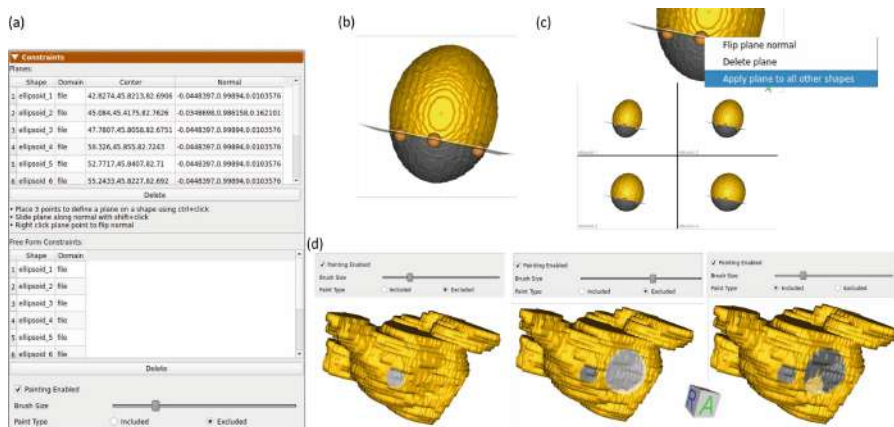 (a)
Constraints
Planes:
Shape Domain Center Normal
1 ellipsoid_1 file 42.8274,45.8213,82.6906 -0.0448397,0.99894,0.0103576
2 ellipsoid_2 file 45.084,45.4175,82.7626 -0.0348698,0.986158,0.162101
3 ellipsoid_3 file 47.7807,45.8058,82.6751 -0.0448397,0.99894,0.0103576
4 ellipsoid_4 file 50.326,45.855,82.7243 -0.0448397,0.99894,0.0103576
5 ellipsoid_5 file 52.7717,45.8407,82.71 -0.0448397,0.99894,0.0103576
6 ellipsoid_6 file 55.2433,45.8227,82.692 -0.0448397,0.99894,0.0103576
Delete
• Place 3 points to define a plane on a shape using ctrl+click
• Slide plane along normal with shift+click
• Right click plane point to flip normal
Free Form Constraints:
Shape Domain
1 ellipsoid_1 file
2 ellipsoid_2 file
3 ellipsoid_3 file
4 ellipsoid_4 file
5 ellipsoid_5 file
6 ellipsoid_6 file
Delete
Painting Enabled
Brush Size
Paint Type Included Excluded
(b)
(c)
Flip plane normal
Delete plane
Apply plane to all other shapes
(d)
Painting Enabled
Brush Size
Paint Type Included Excluded
Painting Enabled
Brush Size
Paint Type Included Excluded
R A
Painting Enabled
Brush Size
Paint Type Included Excluded